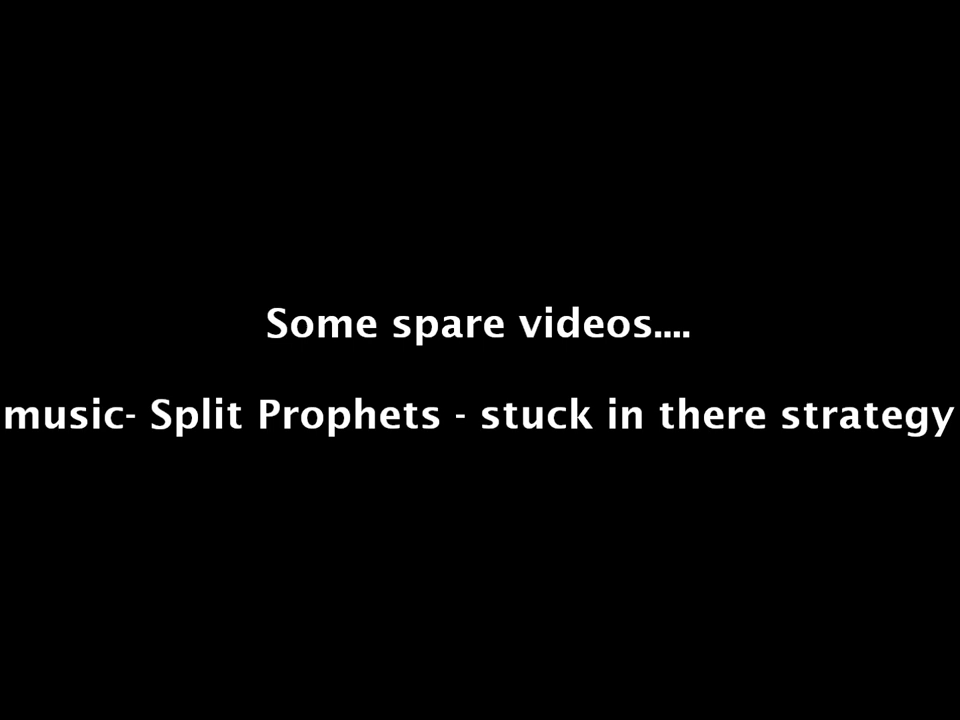 Some spare videos....
music- Split Prophets - stuck in there strategy